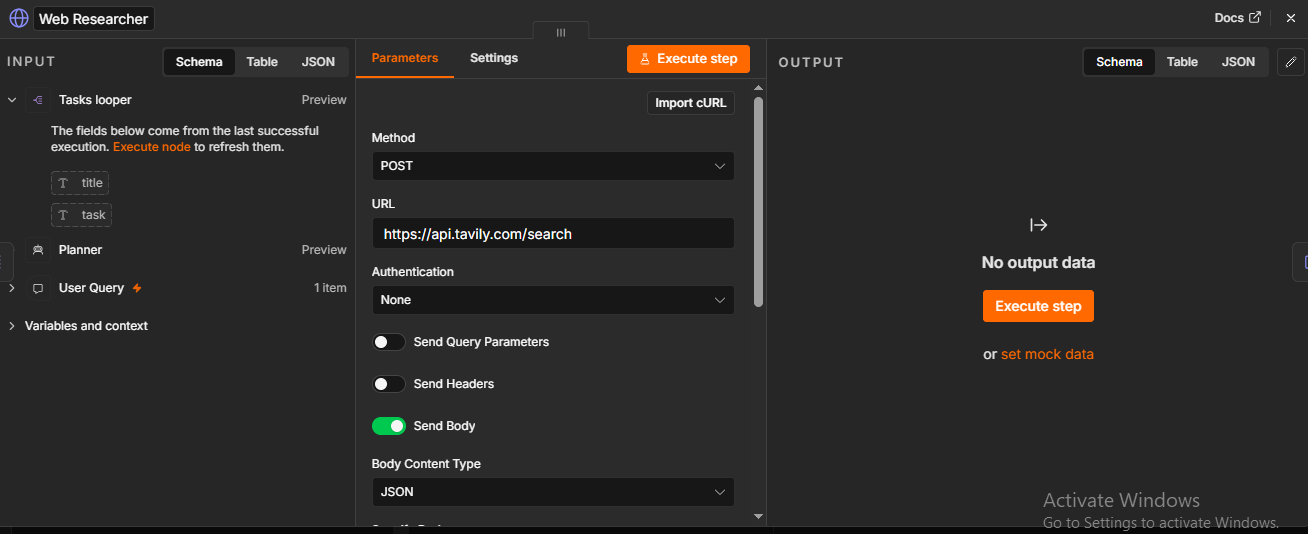 Web Researcher
Docs
INPUT
Schema
Table
JSON
Tasks looper
Preview
The fields below come from the last successful
execution. Execute node to refresh them.
T title
T task
Planner
Preview
User Query
1 item
Variables and context
Parameters
Settings
Execute step
Import cURL
Method
POST
URL
https://api.tavily.com/search
Authentication
None
Send Query Parameters
Send Headers
Send Body
Body Content Type
JSON
OUTPUT
Schema
Table
JSON
No output data
Execute step
or set mock data
Activate Windows
Go to Settings to activate Windows.